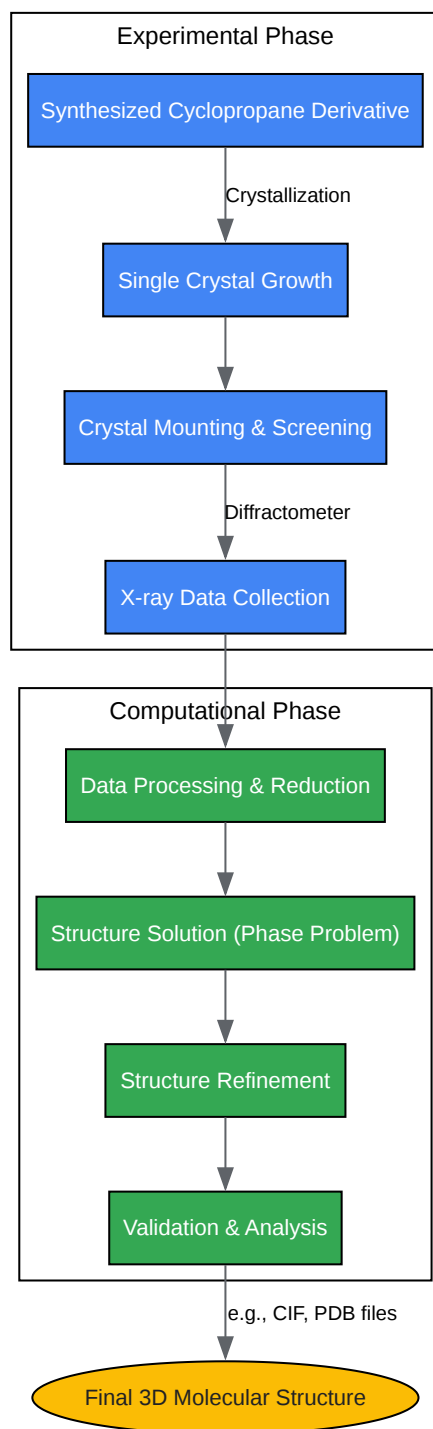 Experimental Phase
Synthesized Cyclopropane Derivative
Crystallization
Single Crystal Growth
Crystal Mounting & Screening
Diffractometer
X-ray Data Collection
Computational Phase
Data Processing & Reduction
Structure Solution (Phase Problem)
Structure Refinement
Validation & Analysis
e.g., CIF, PDB files
Final 3D Molecular Structure